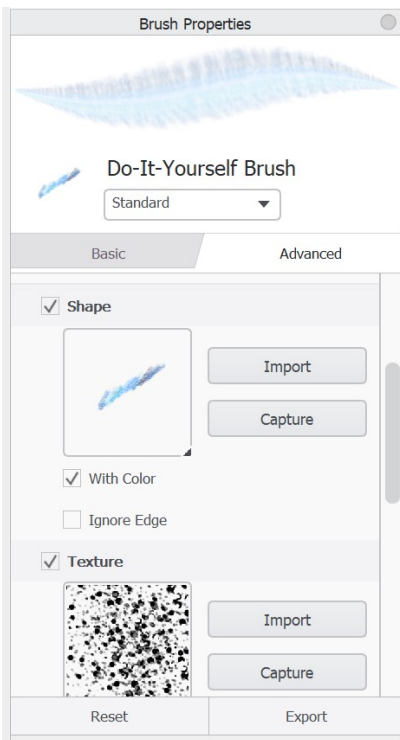 Brush Properties
Do-It-Yourself Brush
Standard
Basic
Advanced
Shape
Import
Capture
With Color
Ignore Edge
Texture
Import
Capture
Reset
Export